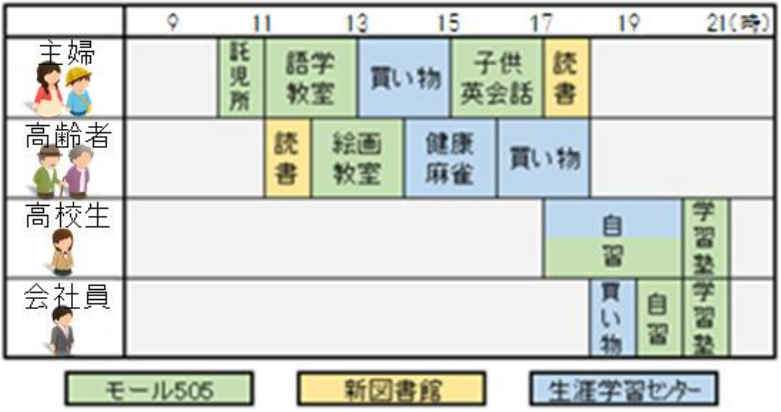 9 11 13 15 17 19 21(時)
主婦
託児所
語学教室
買い物
子供英会話
読書
高齢者
読書
絵画教室
健康麻雀
買い物
高校生
自習
学習塾
会社員
買い物
自習
学習塾
モール505
新図書館
生涯学習センター